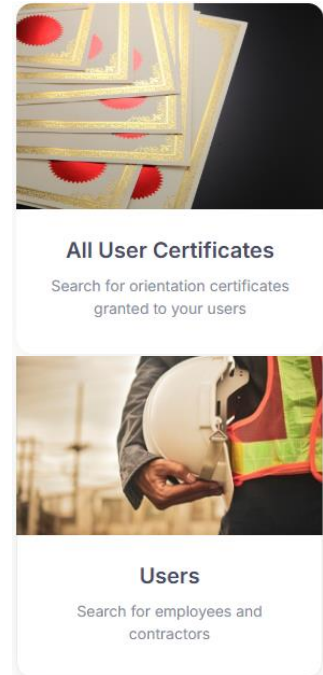 All User Certificates
Search for orientation certificates
granted to your users
Users
Search for employees and
contractors